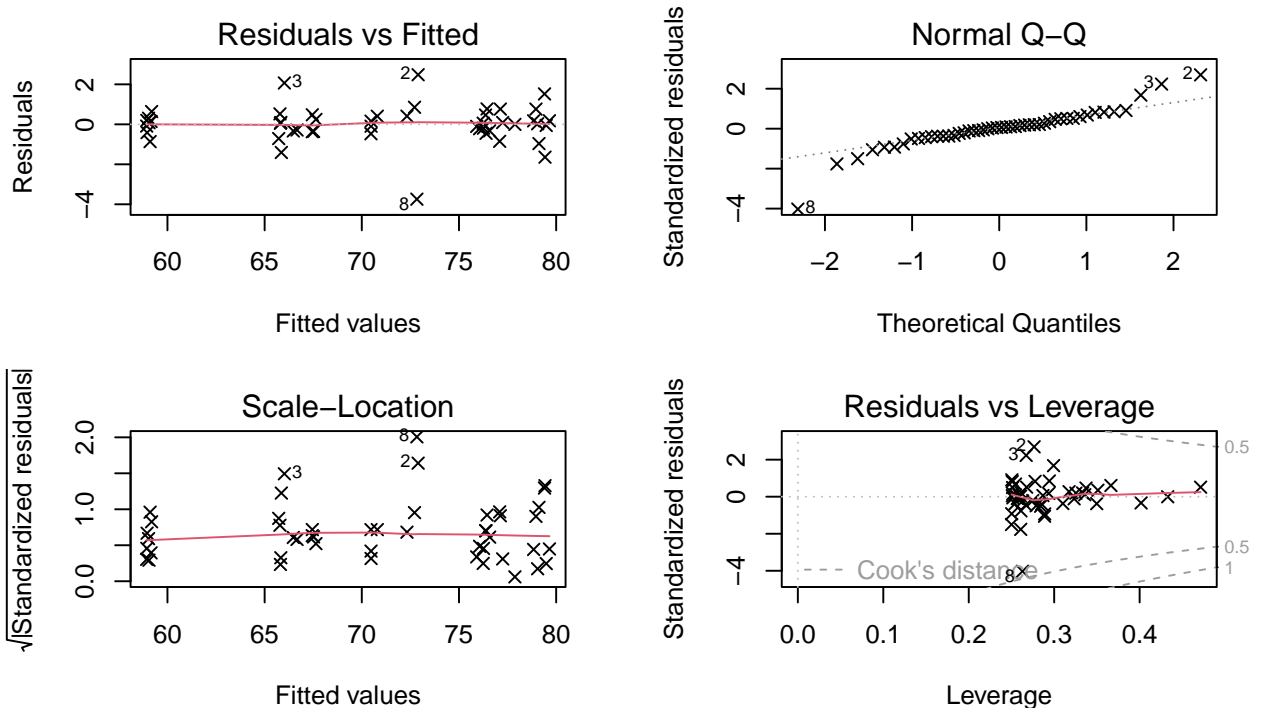 Residuals vs Fitted
Residuals
2
0
−4
3
2
8
60 65 70 75 80
Fitted values
Normal Q−Q
Standardized residuals
2
0
−4
2
3
8
−2 −1 0 1 2
Theoretical Quantiles
Scale−Location
√|Standardized residuals|
2.0
1.0
0.0
8
2
3
60 65 70 75 80
Fitted values
Residuals vs Leverage
Standardized residuals
2
0
−4
2
3
8
Cook's distance
0.5
0.5
1
0.0 0.1 0.2 0.3 0.4
Leverage